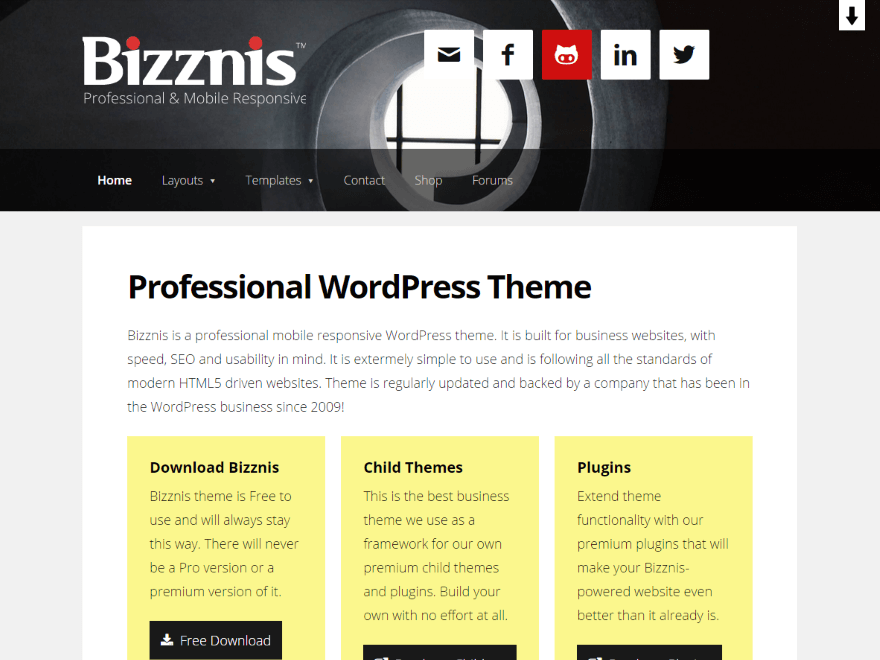 Bizznis™
Professional & Mobile Responsive
Home Layouts Templates Contact Shop Forums
Professional WordPress Theme
Bizznis is a professional mobile responsive WordPress theme. It is built for business websites, with
speed, SEO and usability in mind. It is extermely simple to use and is following all the standards of
modern HTML5 driven websites. Theme is regularly updated and backed by a company that has been in
the WordPress business since 2009!
Download Bizznis
Bizznis theme is Free to
use and will always stay
this way. There will never
be a Pro version or a
premium version of it.
Free Download
Child Themes
This is the best business
theme we use as a
framework for our own
premium child themes
and plugins. Build your
own with no effort at all.
Plugins
Extend theme
functionality with our
premium plugins that will
make your Bizznis-
powered website even
better than it already is.